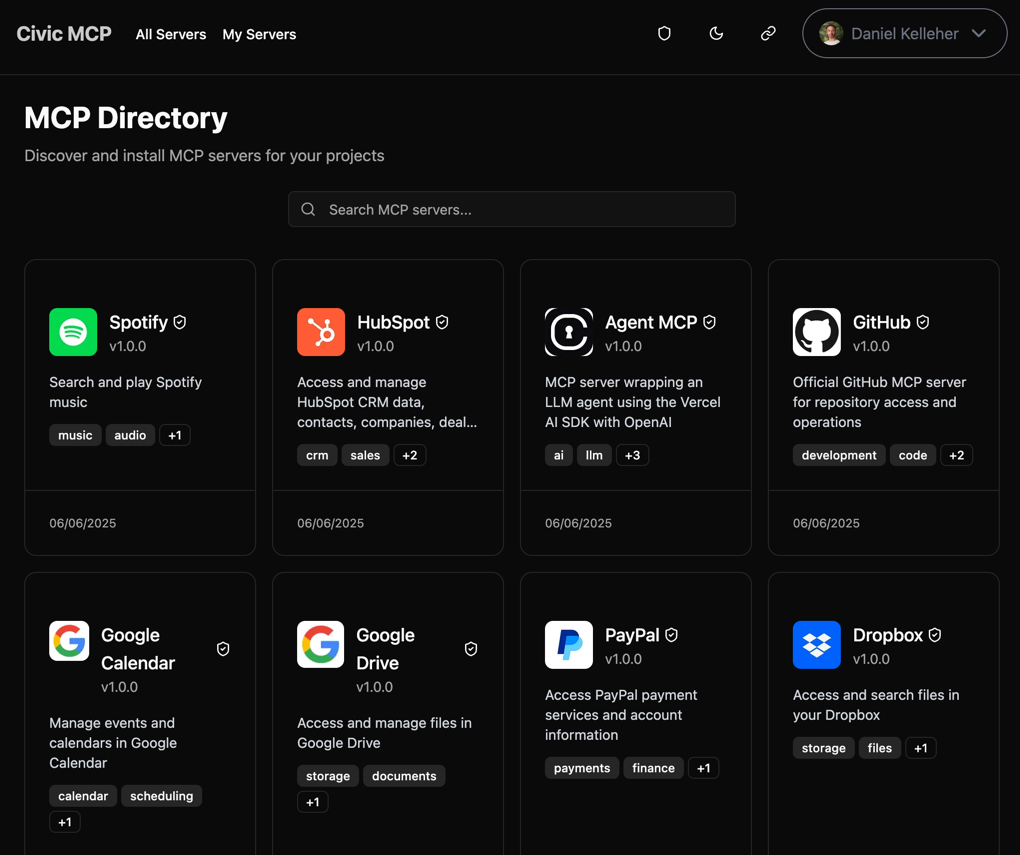 Civic MCP
All Servers
My Servers
Daniel Kelleher
MCP Directory
Discover and install MCP servers for your projects
Search MCP servers...
Spotify
v1.0.0
Search and play Spotify
music
music
audio
+1
06/06/2025
HubSpot
v1.0.0
Access and manage
HubSpot CRM data,
contacts, companies, deal...
crm
sales
+2
06/06/2025
Agent MCP
v1.0.0
MCP server wrapping an
LLM agent using the Vercel
AI SDK with OpenAI
ai
llm
+3
06/06/2025
GitHub
v1.0.0
Official GitHub MCP server
for repository access and
operations
development
code
+2
06/06/2025
Google
Calendar
v1.0.0
Manage events and
calendars in Google
Calendar
calendar
scheduling
+1
Google
Drive
v1.0.0
Access and manage files in
Google Drive
storage
documents
+1
PayPal
v1.0.0
Access PayPal payment
services and account
information
payments
finance
+1
Dropbox
v1.0.0
Access and search files in
your Dropbox
storage
files
+1